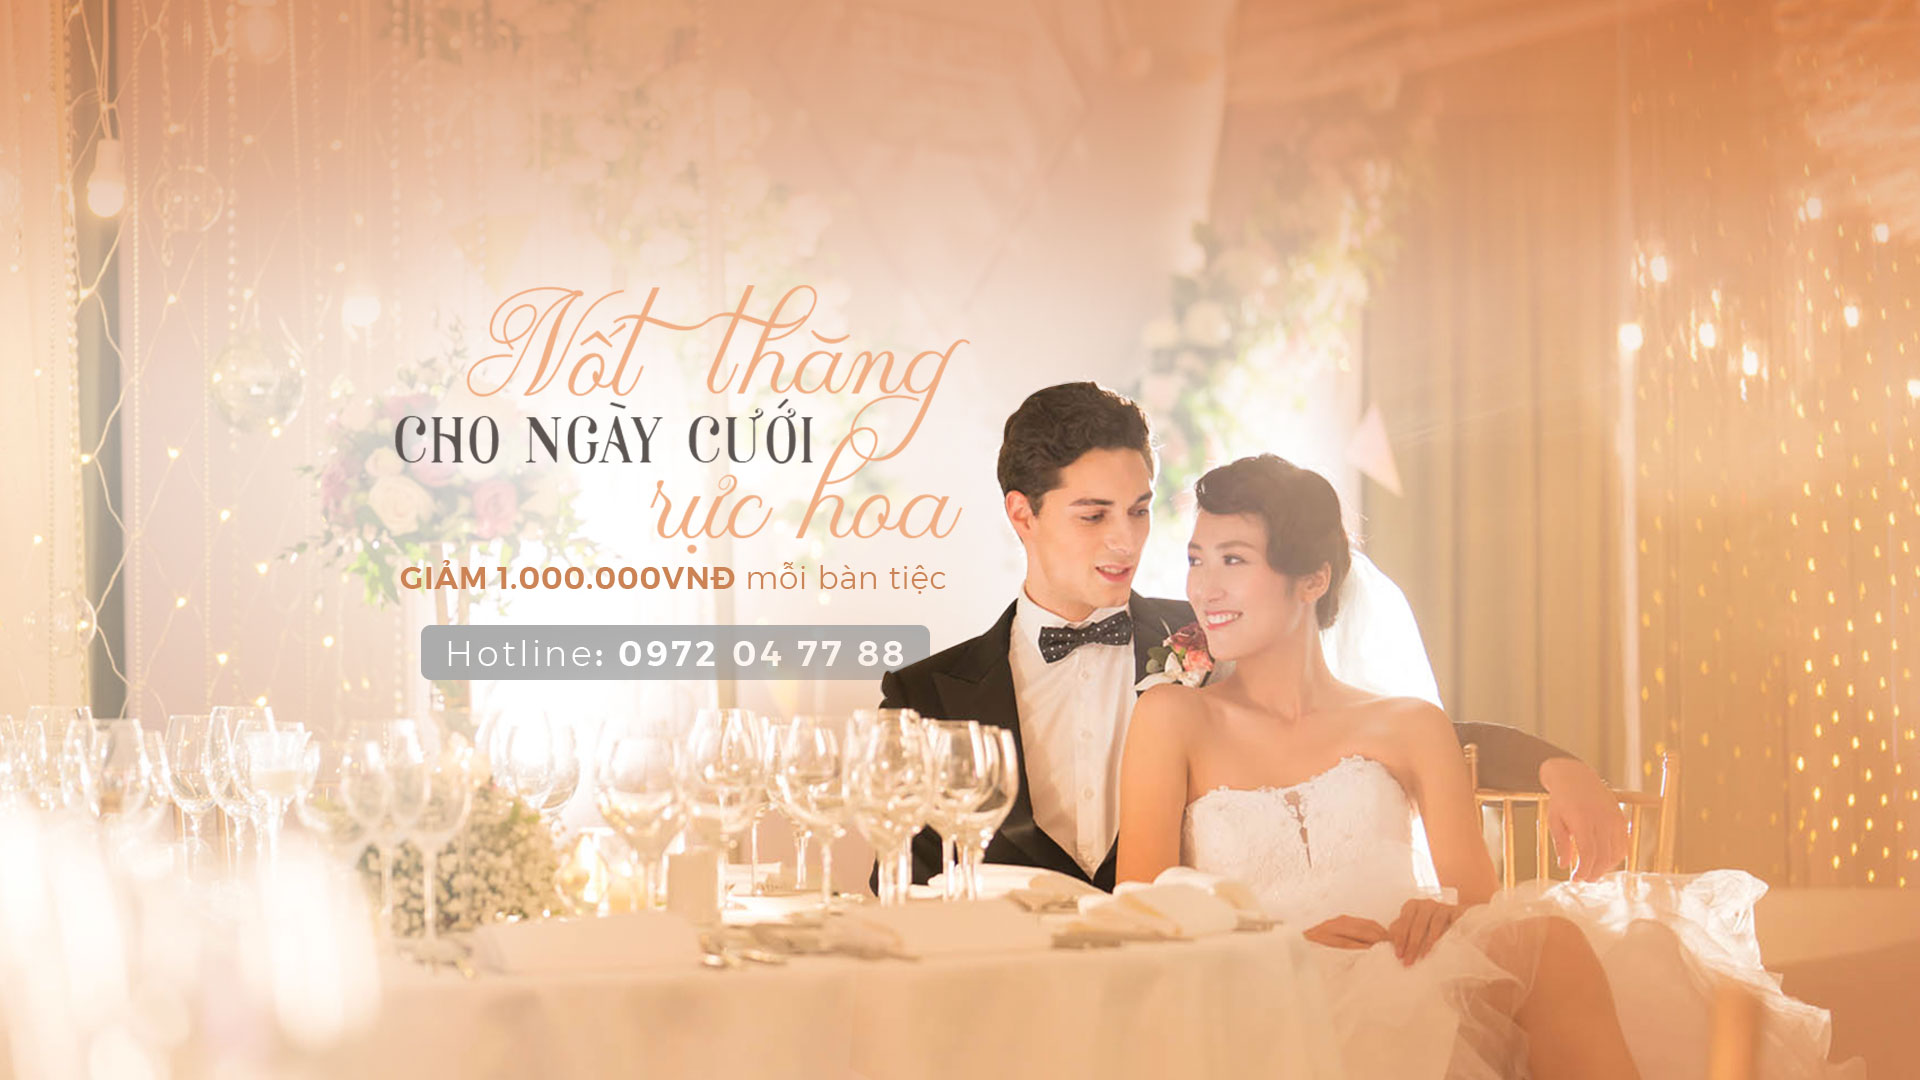 Nốt thăng
CHO NGÀY CƯỚI
rực hoa
GIẢM 1.000.000VNĐ mỗi bàn tiệc
Hotline: 0972 04 77 88